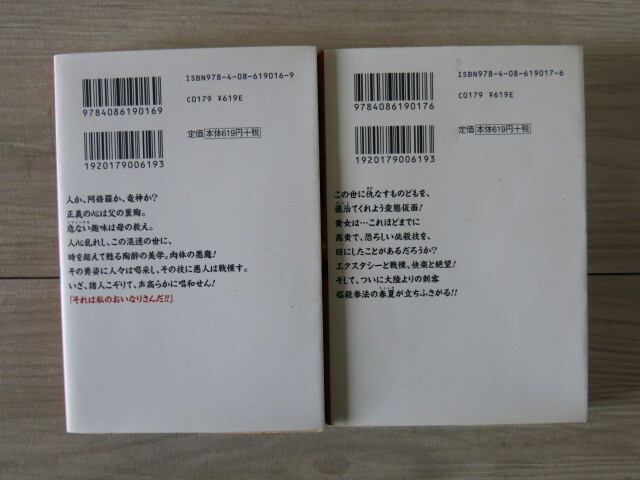 ISBN978-4-08-619016-9
C0179 ¥619E
9784086190169
定価 本体619円+税
1920179006193
人か、阿修羅か、竜神か?
正義の心は父の薫陶。
危ない趣味は母の教え。
人心乱れし、この混迷の世に、
時を超えて甦る陶酔の美学。肉体の悪魔!
その勇姿に人々は喝采し、その技に悪人は戦慄す。
いざ、諸人こぞりて、声高らかに唱和せん!
「それは私のおいなりさんだ!!」
ISBN978-4-08-619017-6
C0179 ¥619E
9784086190176
定価 本体619円+税
1920179006193
この世に仇なすものどもを、
退治てくれよう変態仮面!
貴女は…これほどまでに
高貴で、恐ろしい必殺技を、
目にしたことがあるだろうか?
エクスタシーと戦慄、快楽と絶望!
そして、ついに大陸よりの刺客
悩殺拳法の春夏が立ちふさがる!!